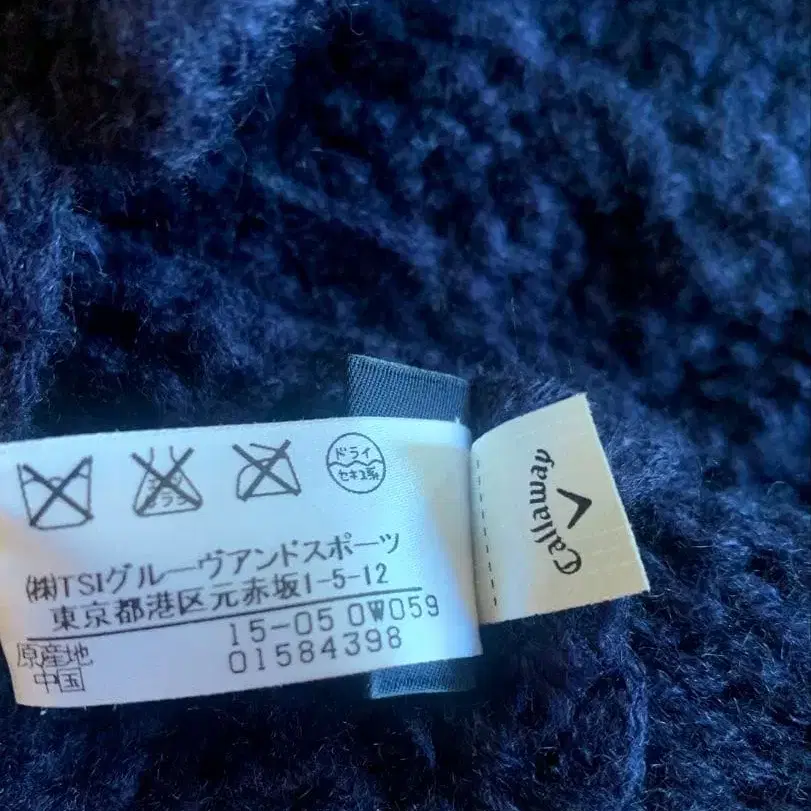 ドライ
セキユ系
(株)TSIグルーヴアンドスポーツ
東京都港区元赤坂1-5-12
15-05 0W059
原産地
01584398
中国
Callaway